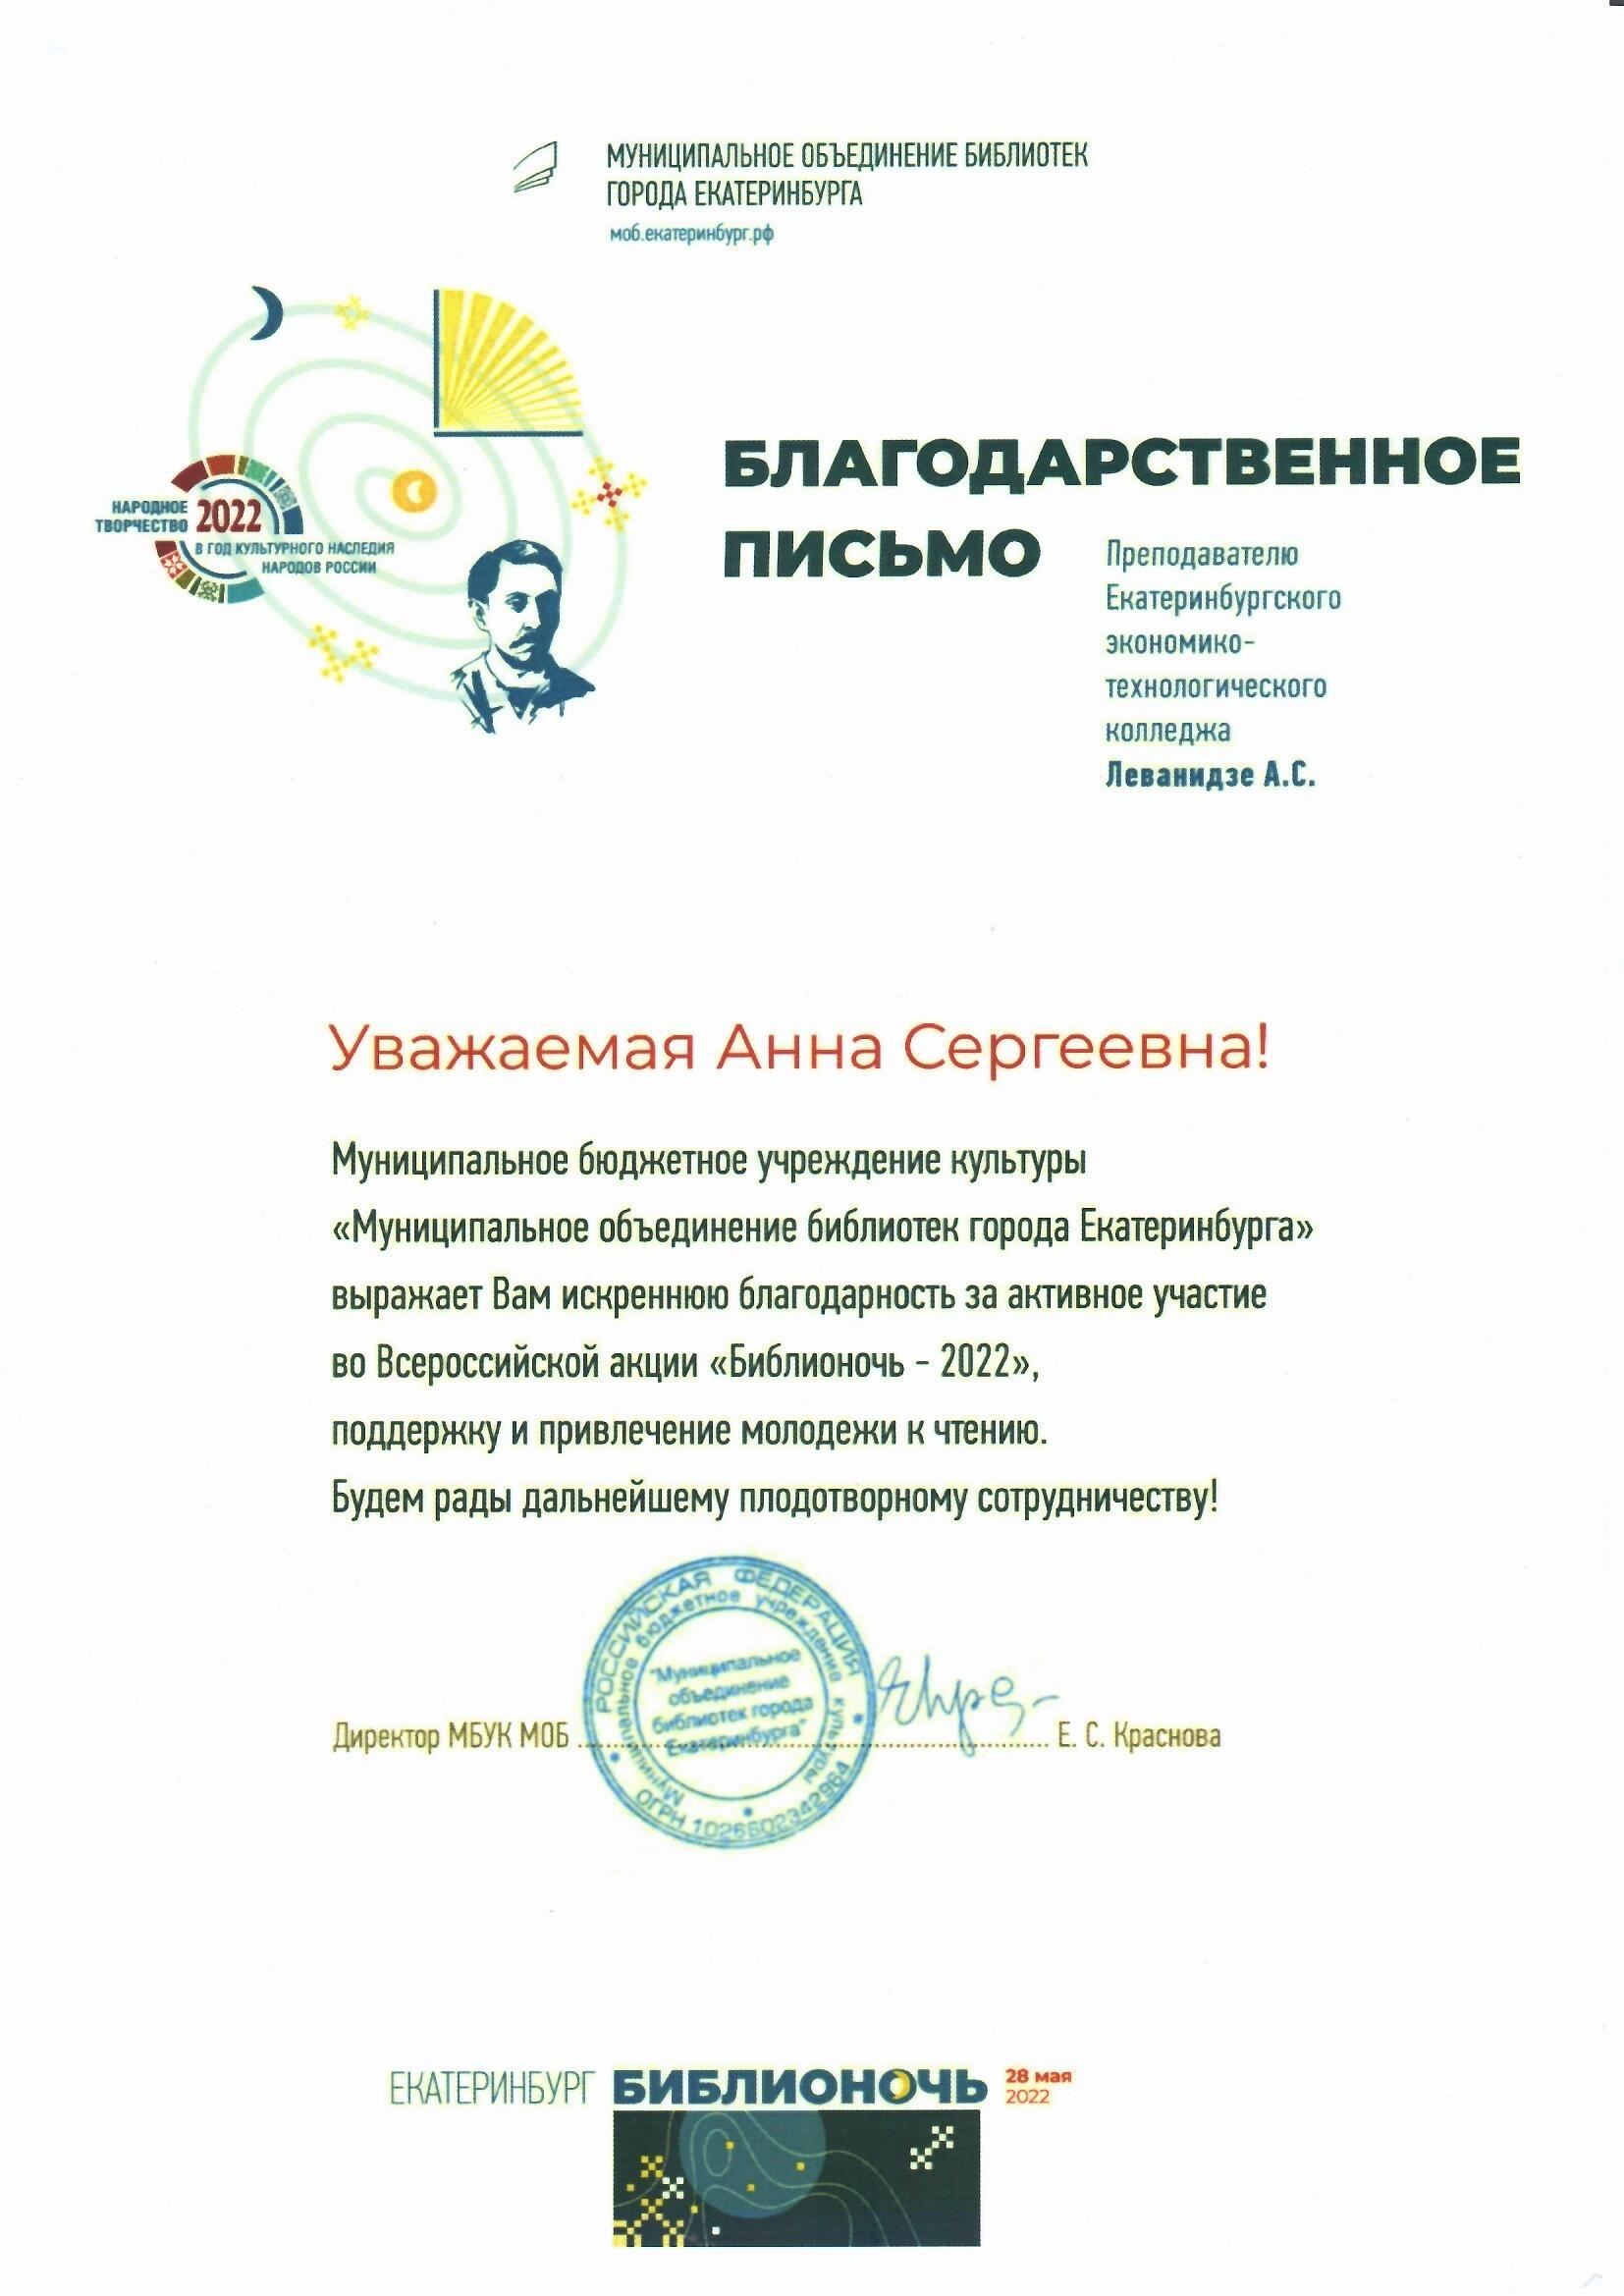 МУНИЦИПАЛЬНОЕ ОБЪЕДИНЕНИЕ БИБЛИОТЕК
ГОРОДА ЕКАТЕРИНБУРГА
моб.екатеринбург.рф
НАРОДНОЕ
ТВОРЧЕСТВО 2022
В ГОД КУЛЬТУРНОГО НАСЛЕДИЯ
НАРОДОВ РОССИИ
БЛАГОДАРСТВЕННОЕ
ПИСЬМО
Преподавателю
Екатеринбургского
экономико-
технологического
колледжа
Леванидзе А.С.
Уважаемая Анна Сергеевна!
Муниципальное бюджетное учреждение культуры
«Муниципальное объединение библиотек города Екатеринбурга»
выражает Вам искреннюю благодарность за активное участие
во Всероссийской акции «Библионочь - 2022»,
поддержку и привлечение молодежи к чтению.
Будем рады дальнейшему плодотворному сотрудничеству!
РОССИЙСКАЯ ФЕДЕРАЦИЯ
Муниципальное бюджетное учреждение культуры
"Муниципальное
объединение
библиотек города
Екатеринбурга"
ОГРН 1026602342964
Директор МБУК МОБ Е. С. Краснова
ЕКАТЕРИНБУРГ БИБЛИОНОЧЬ 28 мая
2022